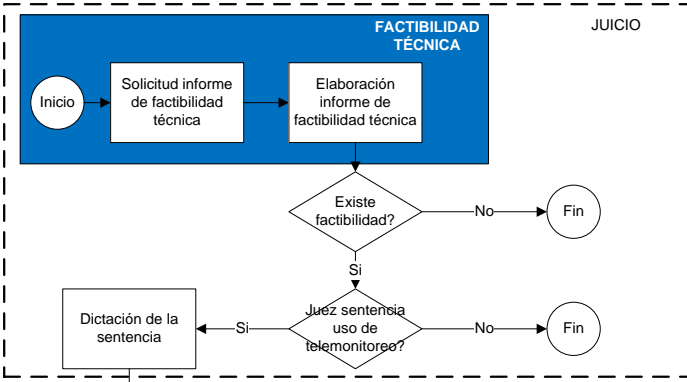 FACTIBILIDAD
TÉCNICA
JUICIO
Inicio
Solicitud informe
de factibilidad
técnica
Elaboración
informe de
factibilidad técnica
Existe
factibilidad?
No
Fin
Si
Juez sentencia
uso de
telemonitoreo?
No
Fin
Si
Dictación de la
sentencia